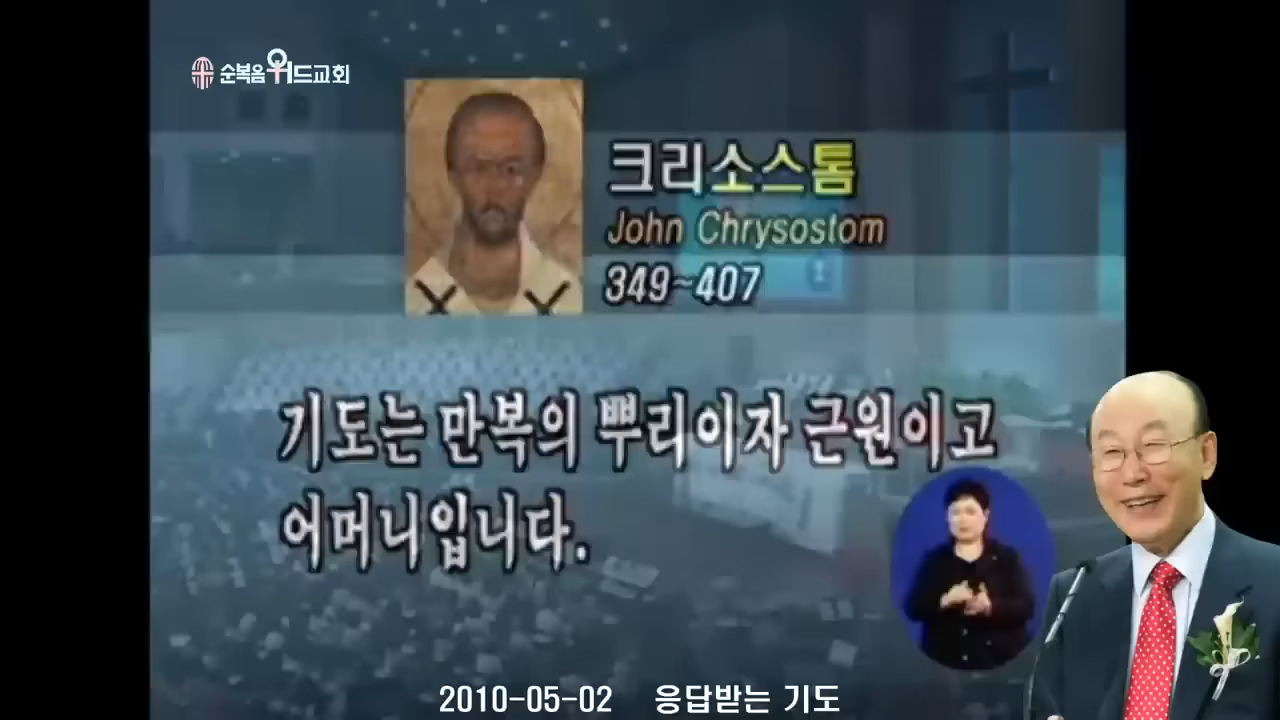 순복음워드교회
크리소스톰
John Chrysostom
349~407
기도는 만복의 뿌리이자 근원이고
어머니입니다.
2010-05-02 응답받는 기도